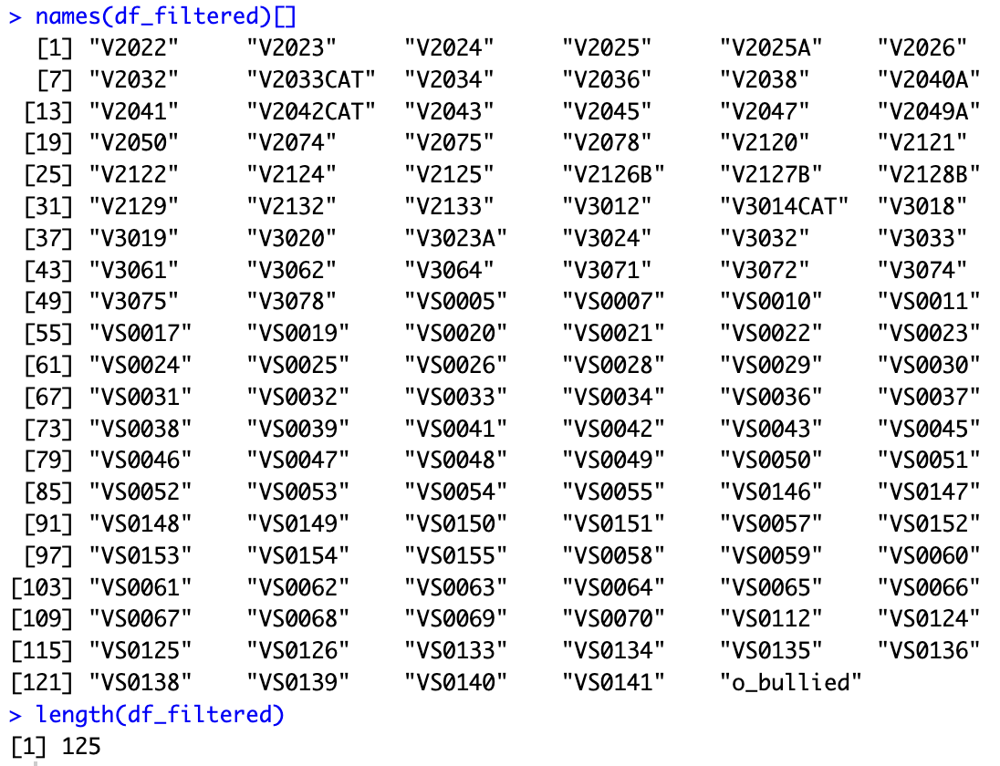 > names(df_filtered)[]
  [1] "V2022"    "V2023"    "V2024"    "V2025"    "V2025A"   "V2026"
  [7] "V2032"    "V2033CAT" "V2034"    "V2036"    "V2038"    "V2040A"
 [13] "V2041"    "V2042CAT" "V2043"    "V2045"    "V2047"    "V2049A"
 [19] "V2050"    "V2074"    "V2075"    "V2078"    "V2120"    "V2121"
 [25] "V2122"    "V2124"    "V2125"    "V2126B"   "V2127B"   "V2128B"
 [31] "V2129"    "V2132"    "V2133"    "V3012"    "V3014CAT" "V3018"
 [37] "V3019"    "V3020"    "V3023A"   "V3024"    "V3032"    "V3033"
 [43] "V3061"    "V3062"    "V3064"    "V3071"    "V3072"    "V3074"
 [49] "V3075"    "V3078"    "VS0005"   "VS0007"   "VS0010"   "VS0011"
 [55] "VS0017"   "VS0019"   "VS0020"   "VS0021"   "VS0022"   "VS0023"
 [61] "VS0024"   "VS0025"   "VS0026"   "VS0028"   "VS0029"   "VS0030"
 [67] "VS0031"   "VS0032"   "VS0033"   "VS0034"   "VS0036"   "VS0037"
 [73] "VS0038"   "VS0039"   "VS0041"   "VS0042"   "VS0043"   "VS0045"
 [79] "VS0046"   "VS0047"   "VS0048"   "VS0049"   "VS0050"   "VS0051"
 [85] "VS0052"   "VS0053"   "VS0054"   "VS0055"   "VS0146"   "VS0147"
 [91] "VS0148"   "VS0149"   "VS0150"   "VS0151"   "VS0057"   "VS0152"
 [97] "VS0153"   "VS0154"   "VS0155"   "VS0058"   "VS0059"   "VS0060"
[103] "VS0061"   "VS0062"   "VS0063"   "VS0064"   "VS0065"   "VS0066"
[109] "VS0067"   "VS0068"   "VS0069"   "VS0070"   "VS0112"   "VS0124"
[115] "VS0125"   "VS0126"   "VS0133"   "VS0134"   "VS0135"   "VS0136"
[121] "VS0138"   "VS0139"   "VS0140"   "VS0141"   "o_bullied"
> length(df_filtered)
[1] 125